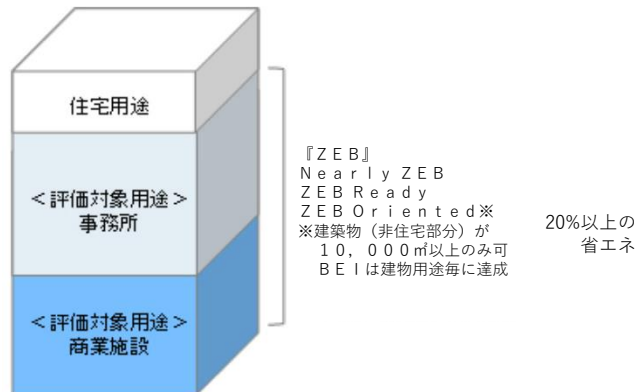 住宅用途
＜評価対象用途＞
事務所
＜評価対象用途＞
商業施設
『ＺＥＢ』
Ｎｅａｒｌｙ ＺＥＢ
ＺＥＢ Ｒｅａｄｙ
ＺＥＢ Ｏｒｉｅｎｔｅｄ※
※建築物（非住宅部分）が
１０，０００㎡以上のみ可
ＢＥＩは建物用途毎に達成
20%以上の
省エネ